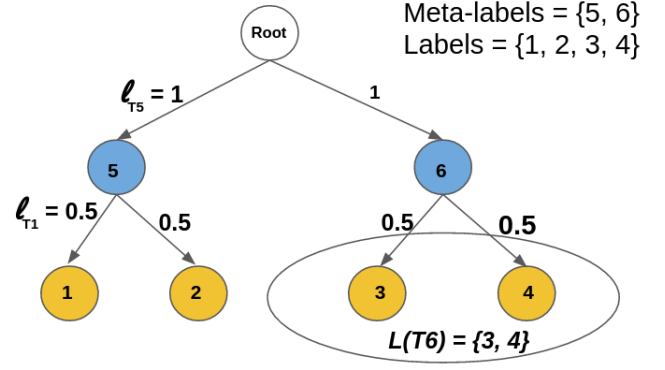 Meta-labels = {5, 6}
Labels = {1, 2, 3, 4}
Root
ℓT5 = 1
1
5
6
ℓT1 = 0.5
0.5
0.5
0.5
1
2
3
4
L(T6) = {3, 4}